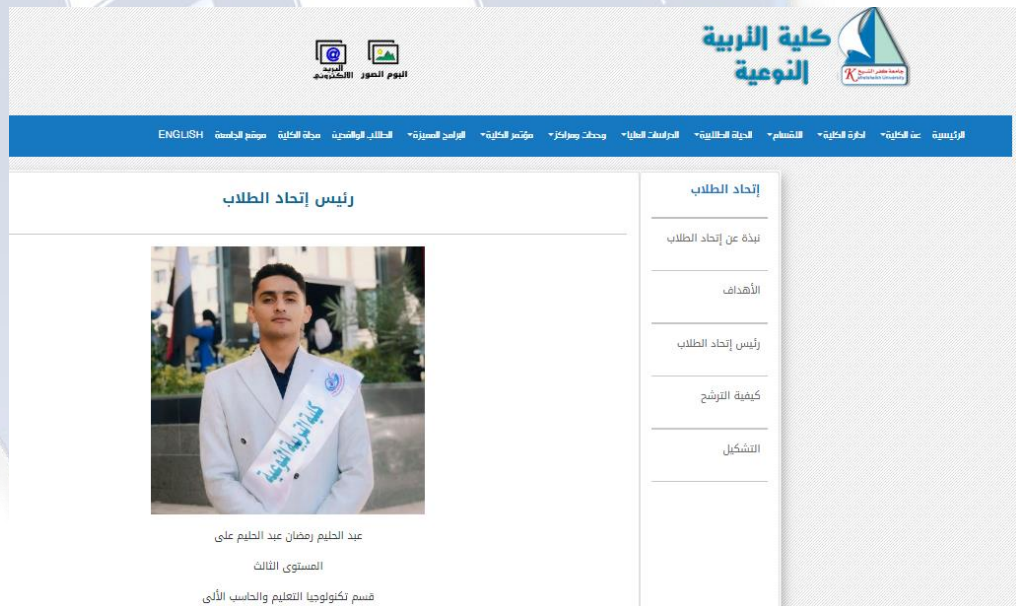 كلية التربية
النوعية
جامعة كفر الشيخ
Kafrelsheikh University
البوم الصور
البريد الالكتروني
الرئيسية عن الكلية ادارة الكلية الاقسام الحياة الطلابية الدراسات العليا وحدات ومراكز مؤتمر الكلية البرامج المميزة الطلاب الوافدين مجلة الكلية موقع الجامعة ENGLISH
إتحاد الطلاب
نبذة عن إتحاد الطلاب
الأهداف
رئيس إتحاد الطلاب
كيفية الترشح
التشكيل
رئيس إتحاد الطلاب
كلية التربية النوعية
عبد الحليم رمضان عبد الحليم على
المستوى الثالث
قسم تكنولوجيا التعليم والحاسب الألى